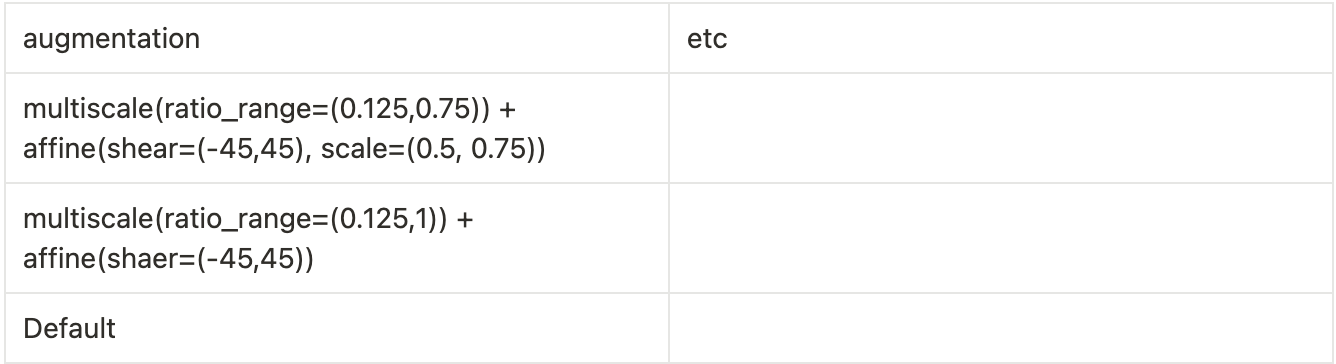 augmentation
etc
multiscale(ratio_range=(0.125,0.75)) +
affine(shear=(-45,45), scale=(0.5, 0.75))
multiscale(ratio_range=(0.125,1)) +
affine(shaer=(-45,45))
Default